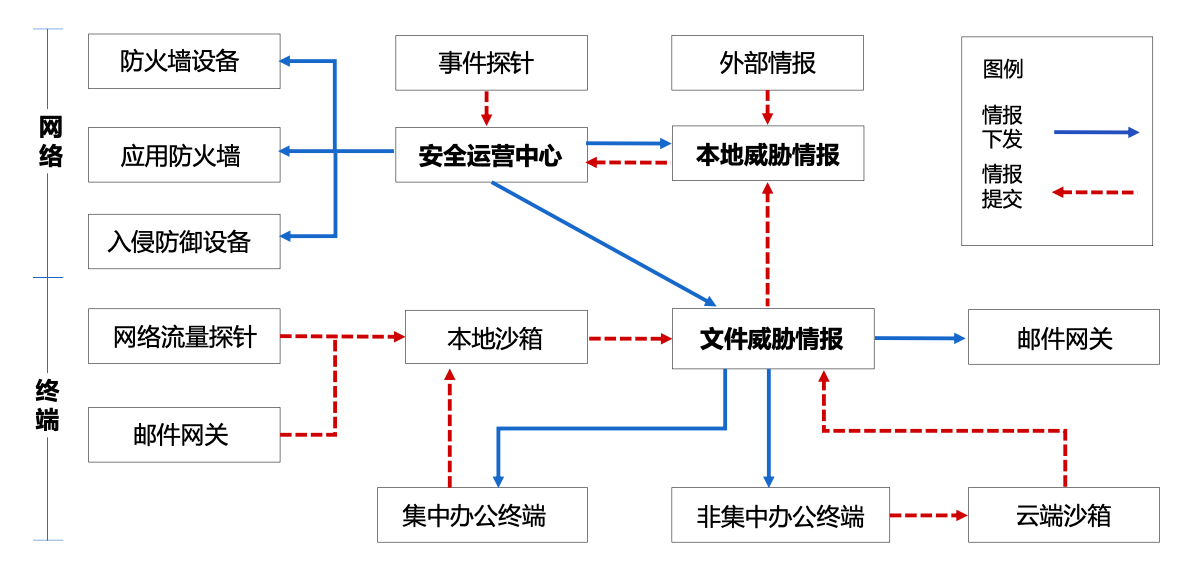 网络
防火墙设备
事件探针
外部情报
应用防火墙
安全运营中心
本地威胁情报
入侵防御设备
图例
情报
下发
情报
提交
终端
网络流量探针
本地沙箱
文件威胁情报
邮件网关
邮件网关
集中办公终端
非集中办公终端
云端沙箱